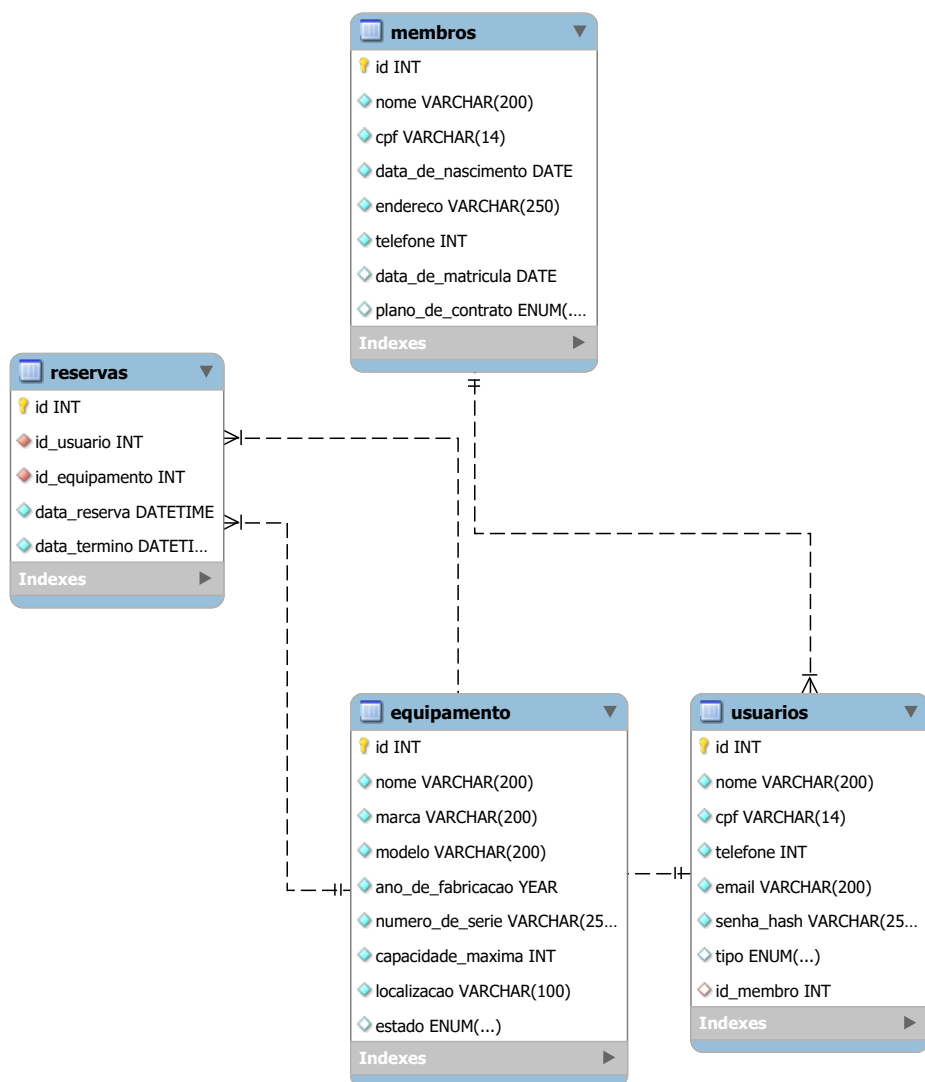 membros
id INT
nome VARCHAR(200)
cpf VARCHAR(14)
data_de_nascimento DATE
endereco VARCHAR(250)
telefone INT
data_de_matricula DATE
plano_de_contrato ENUM(....
Indexes
reservas
id INT
id_usuario INT
id_equipamento INT
data_reserva DATETIME
data_termino DATETI...
Indexes
equipamento
id INT
nome VARCHAR(200)
marca VARCHAR(200)
modelo VARCHAR(200)
ano_de_fabricacao YEAR
numero_de_serie VARCHAR(25...
capacidade_maxima INT
localizacao VARCHAR(100)
estado ENUM(...)
Indexes
usuarios
id INT
nome VARCHAR(200)
cpf VARCHAR(14)
telefone INT
email VARCHAR(200)
senha_hash VARCHAR(25...
tipo ENUM(...)
id_membro INT
Indexes